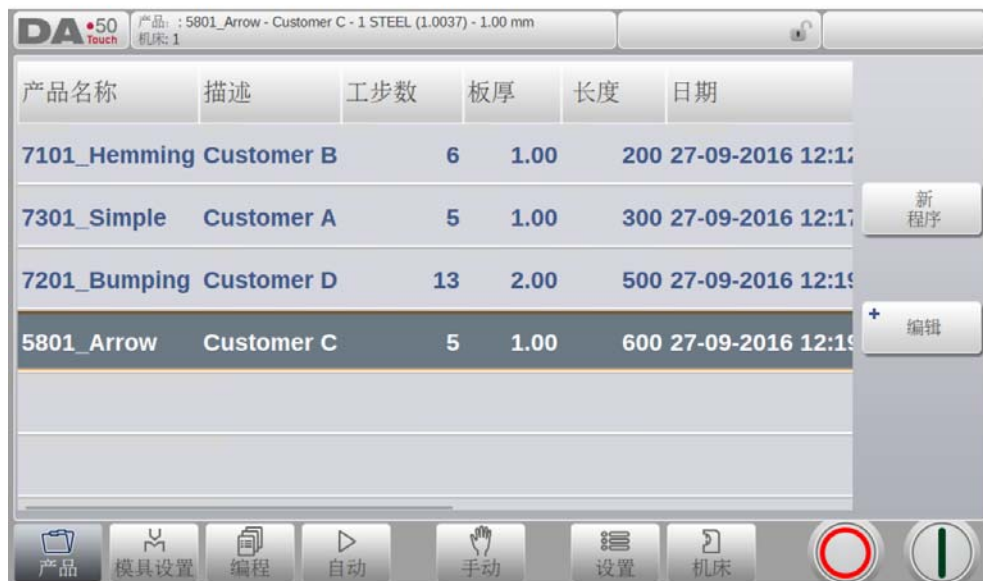 DA•50
Touch
产品: : 5801_Arrow - Customer C - 1 STEEL (1.0037) - 1.00 mm
机床: 1
产品名称 描述 工步数 板厚 长度 日期
7101_Hemming Customer B 6 1.00 200 27-09-2016 12:12
7301_Simple Customer A 5 1.00 300 27-09-2016 12:17
7201_Bumping Customer D 13 2.00 500 27-09-2016 12:19
5801_Arrow Customer C 5 1.00 600 27-09-2016 12:19
新
程序
+ 编辑
产品 模具设置 编程 自动 手动 设置 机床